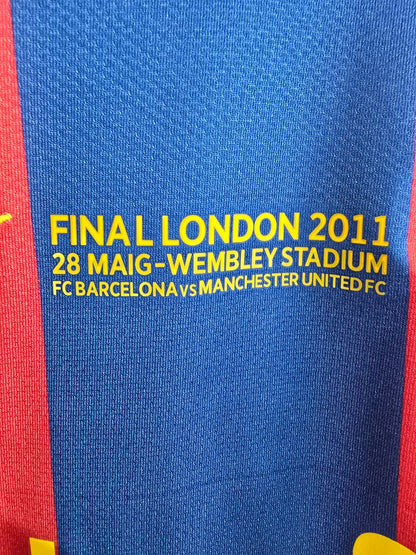 FINAL LONDON 2011
28 MAIG-WEMBLEY STADIUM
FC BARCELONA VS MANCHESTER UNITED FC